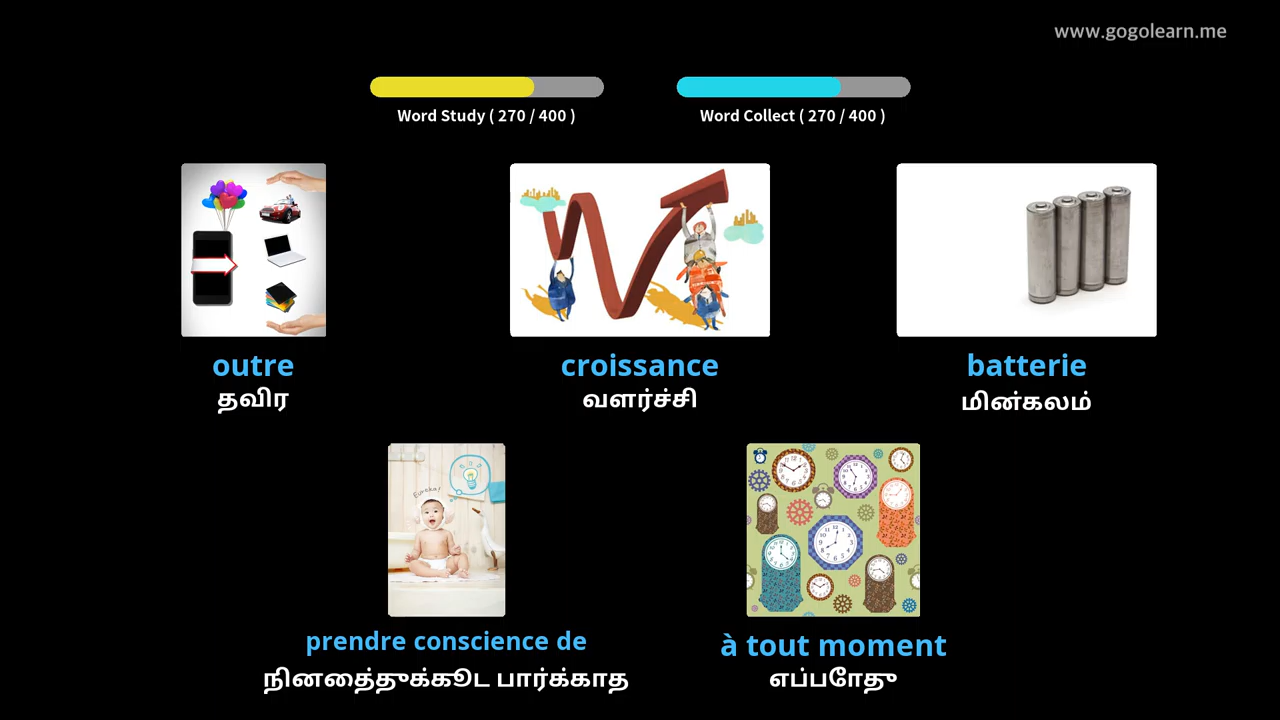 www.gogolearn.me
Word Study ( 270 / 400 )
Word Collect ( 270 / 400 )
outre
தவிர
croissance
வளர்ச்சி
batterie
மின்கலம்
Eureka!
prendre conscience de
நினைத்துக்கூட பார்க்காத
à tout moment
எப்போது